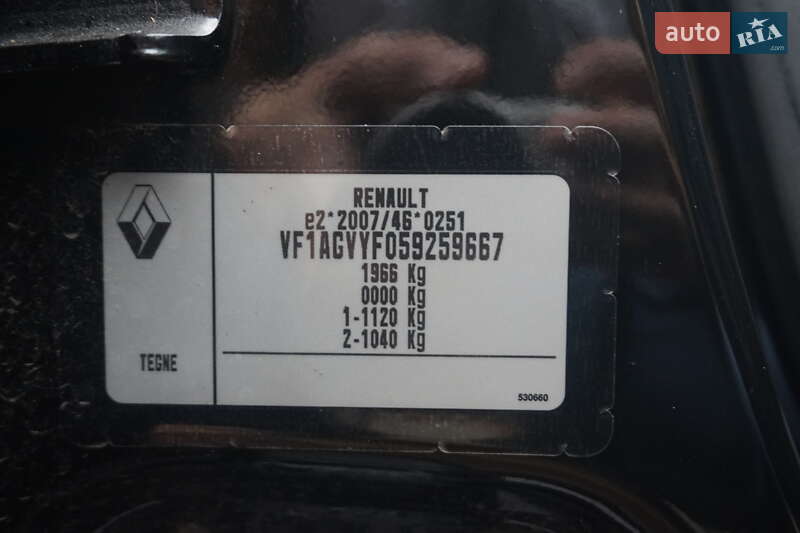 auto RIA
.com
RENAULT
e2*2007/46*0251
VF1AGVYF059259667
1966 Kg
0000 Kg
1-1120 Kg
2-1040 Kg
TEGNE
530660